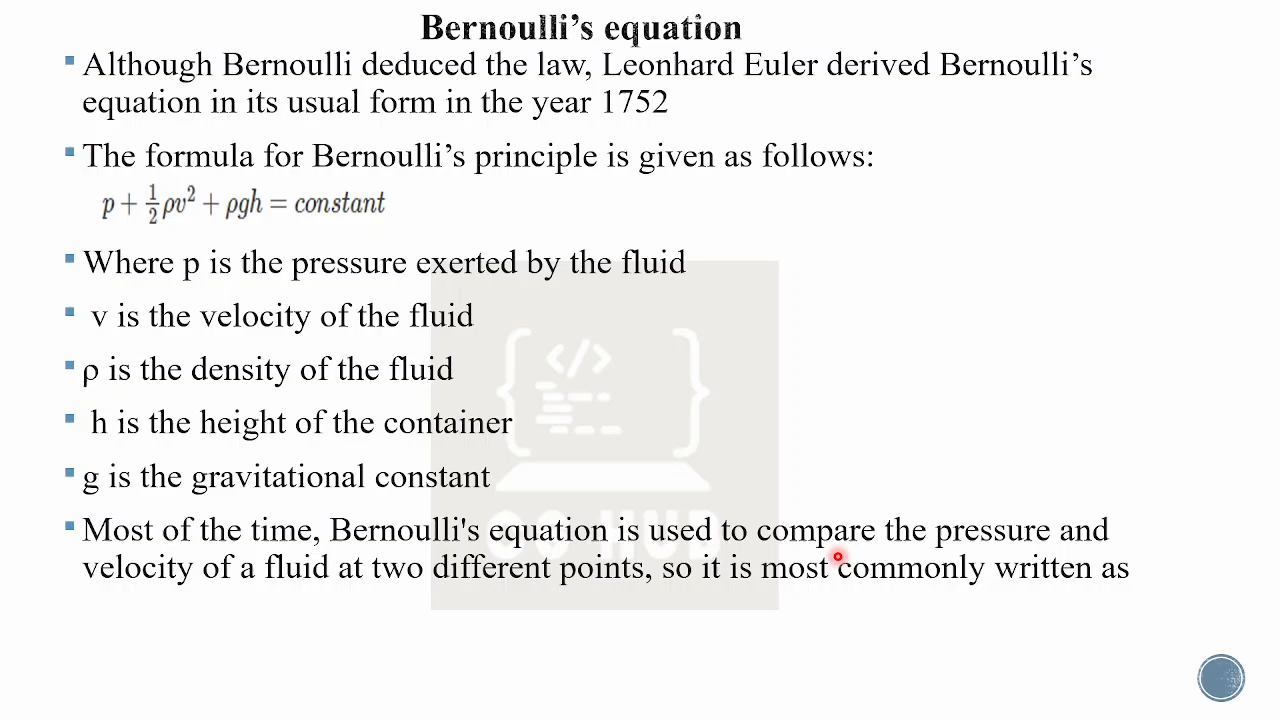 Bernoulli’s equation
Although Bernoulli deduced the law, Leonhard Euler derived Bernoulli’s
equation in its usual form in the year 1752
The formula for Bernoulli’s principle is given as follows:
p + ½ρv² + ρgh = constant
Where p is the pressure exerted by the fluid
v is the velocity of the fluid
ρ is the density of the fluid
h is the height of the container
</>
g is the gravitational constant
Most of the time, Bernoulli's equation is used to compare the pressure and
velocity of a fluid at two different points, so it is most commonly written as